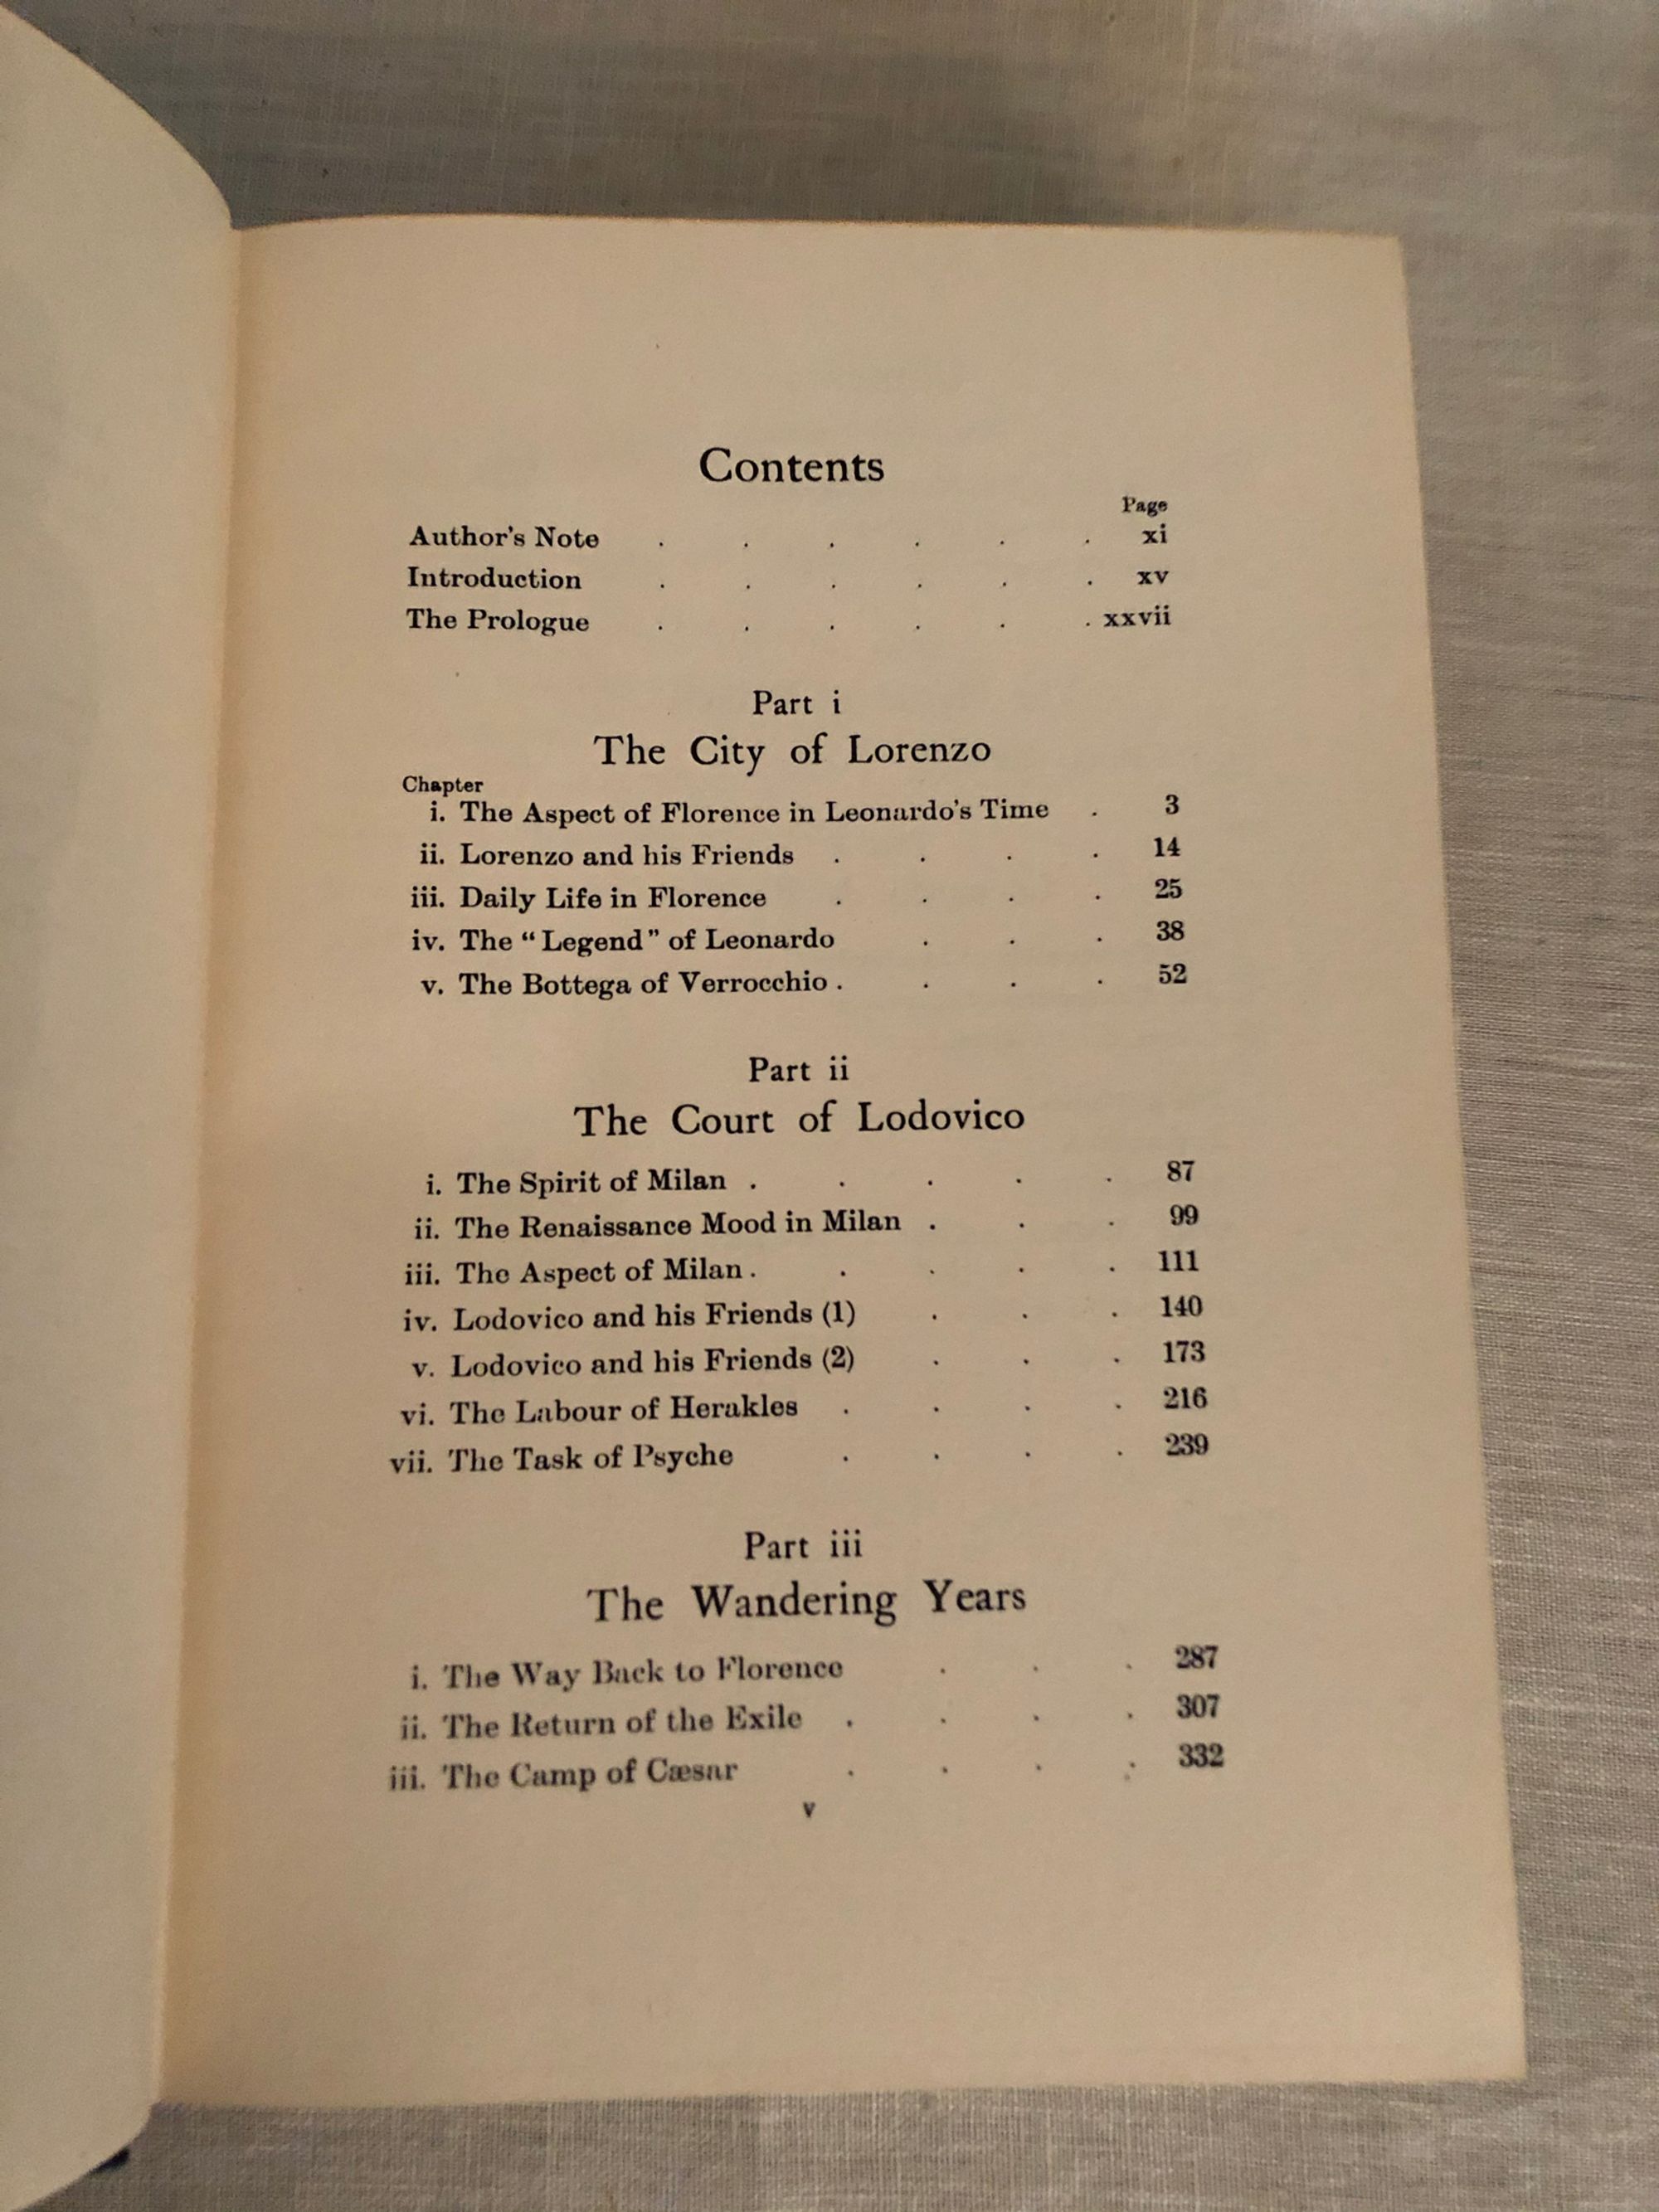 Contents
Page
Author's Note . . . . . . xi
Introduction . . . . . . xv
The Prologue . . . . . . xxvii
Part i
The City of Lorenzo
Chapter
i. The Aspect of Florence in Leonardo's Time . 3
ii. Lorenzo and his Friends . . . . 14
iii. Daily Life in Florence . . . . 25
iv. The “Legend” of Leonardo . . . 38
v. The Bottega of Verrocchio . . . . 52
Part ii
The Court of Lodovico
i. The Spirit of Milan . . . . . 87
ii. The Renaissance Mood in Milan . . . 99
iii. The Aspect of Milan . . . . . 111
iv. Lodovico and his Friends (1) . . . 140
v. Lodovico and his Friends (2) . . . 173
vi. The Labour of Herakles . . . . 216
vii. The Task of Psyche . . . . 239
Part iii
The Wandering Years
i. The Way Back to Florence . . . 287
ii. The Return of the Exile . . . . 307
iii. The Camp of Cæsar . . . . 332
v